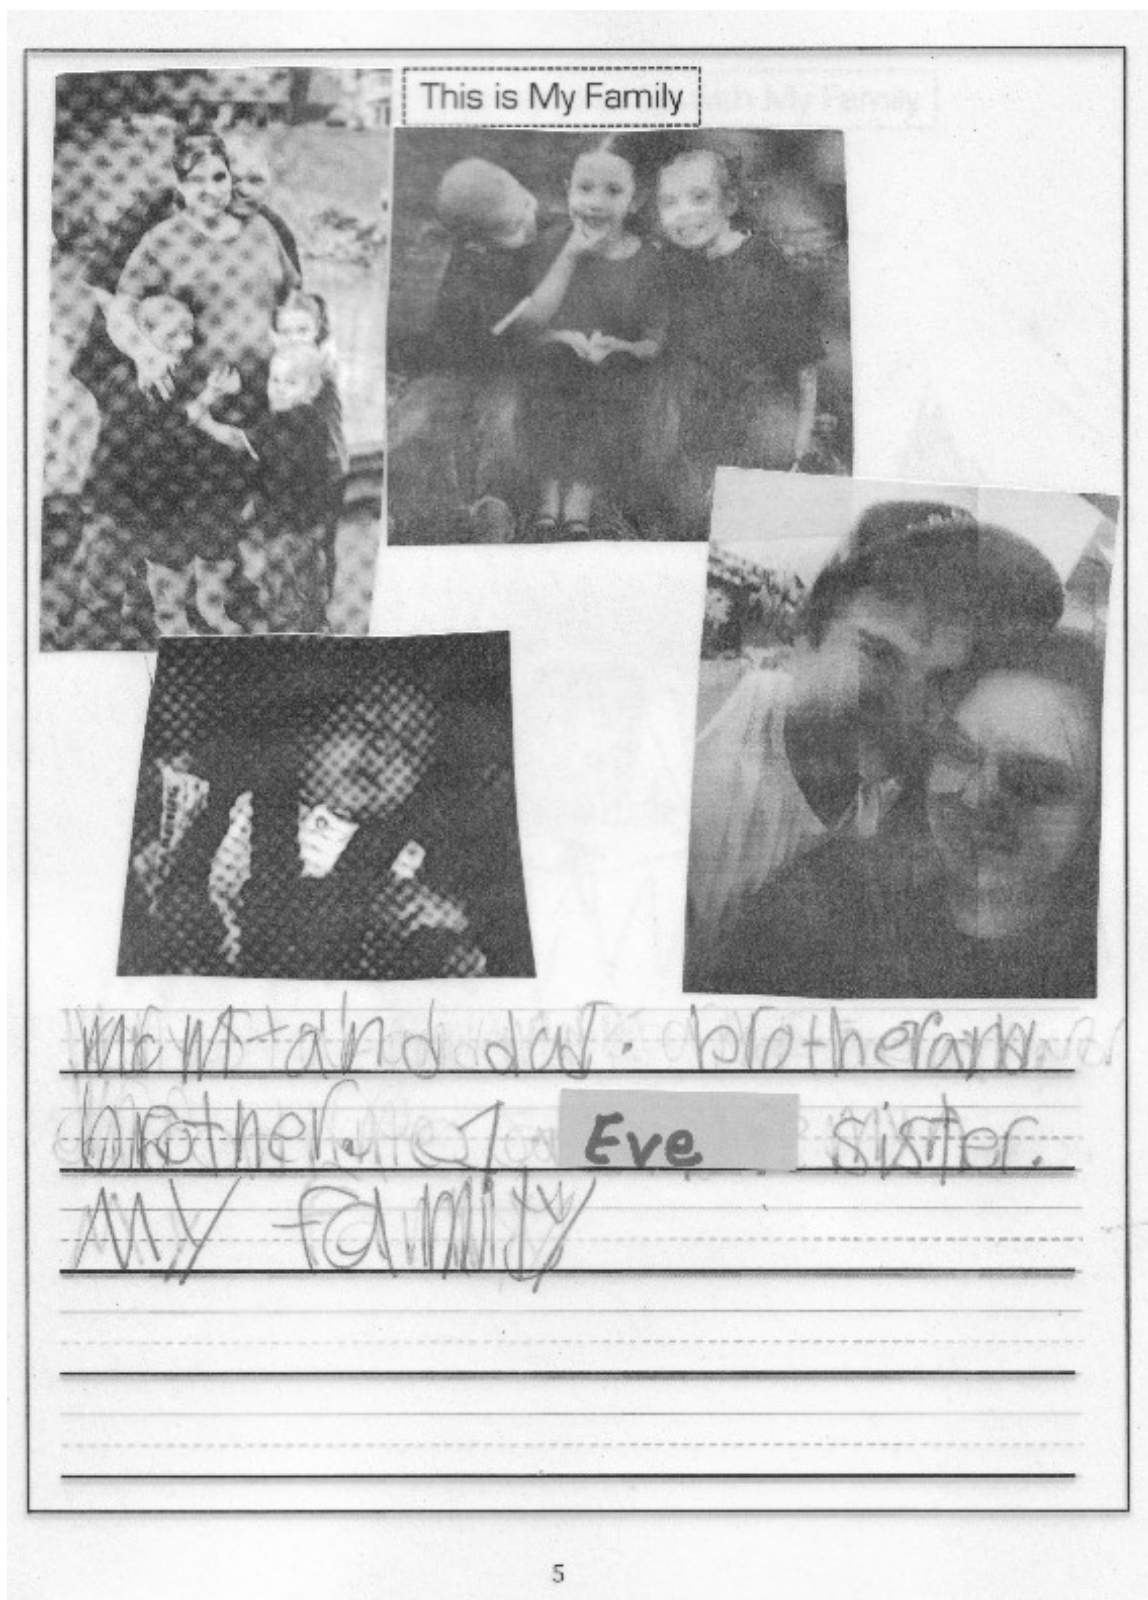 This is My Family
mom and dad. brother and
brother. Eve sister.
My family
5